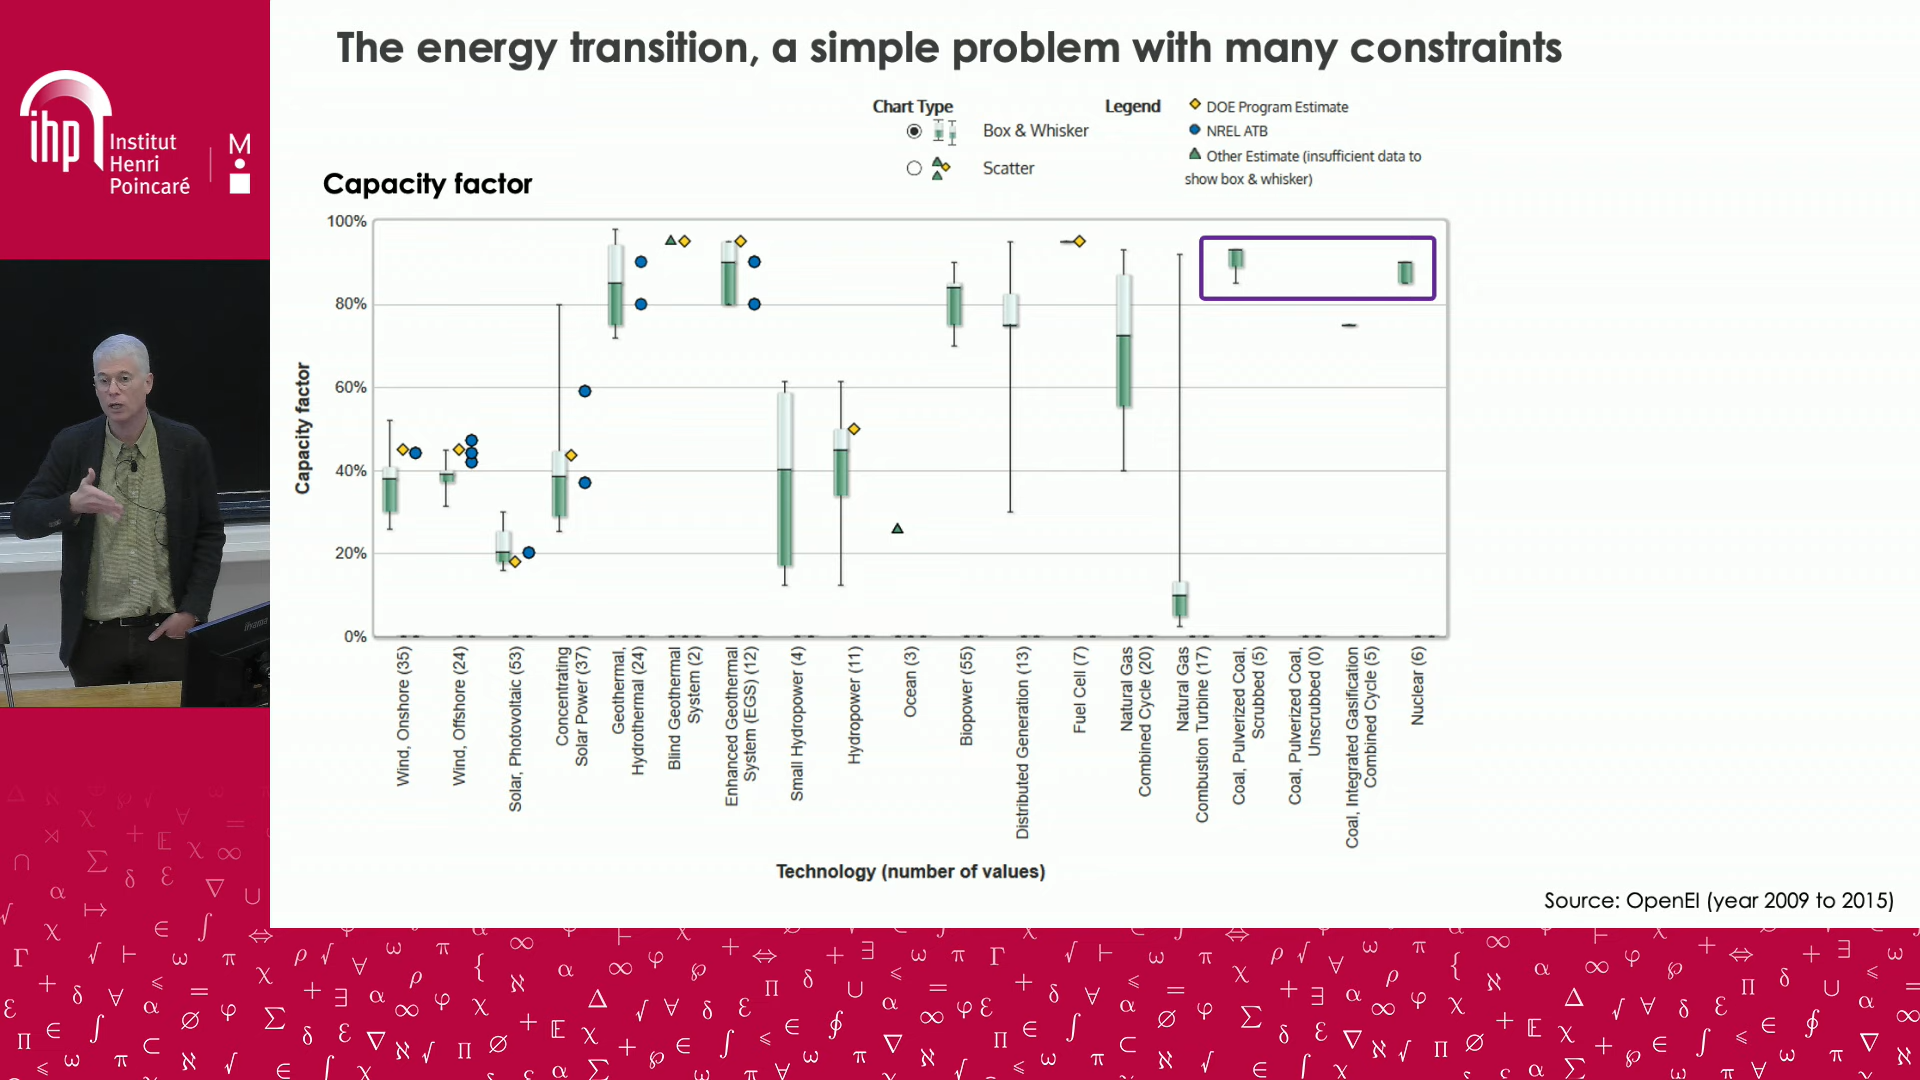 The energy transition, a simple problem with many constraints
ihp
Institut
Henri
Poincaré
M
Chart Type
Box & Whisker
Scatter
Legend
DOE Program Estimate
NREL ATB
Other Estimate (insufficient data to
show box & whisker)
Capacity factor
100%
80%
60%
40%
20%
0%
Capacity factor
Wind, Onshore (35)
Wind, Offshore (24)
Solar, Photovoltaic (53)
Concentrating
Solar Power (37)
Geothermal,
Hydrothermal (24)
Blind Geothermal
System (2)
Enhanced Geothermal
System (EGS) (12)
Small Hydropower (4)
Hydropower (11)
Ocean (3)
Biopower (55)
Distributed Generation (13)
Fuel Cell (7)
Natural Gas
Combined Cycle (20)
Natural Gas
Combustion Turbine (17)
Coal, Pulverized Coal,
Scrubbed (5)
Coal, Pulverized Coal,
Unscrubbed (0)
Coal, Integrated Gasification
Combined Cycle (5)
Nuclear (6)
Technology (number of values)
Source: OpenEI (year 2009 to 2015)